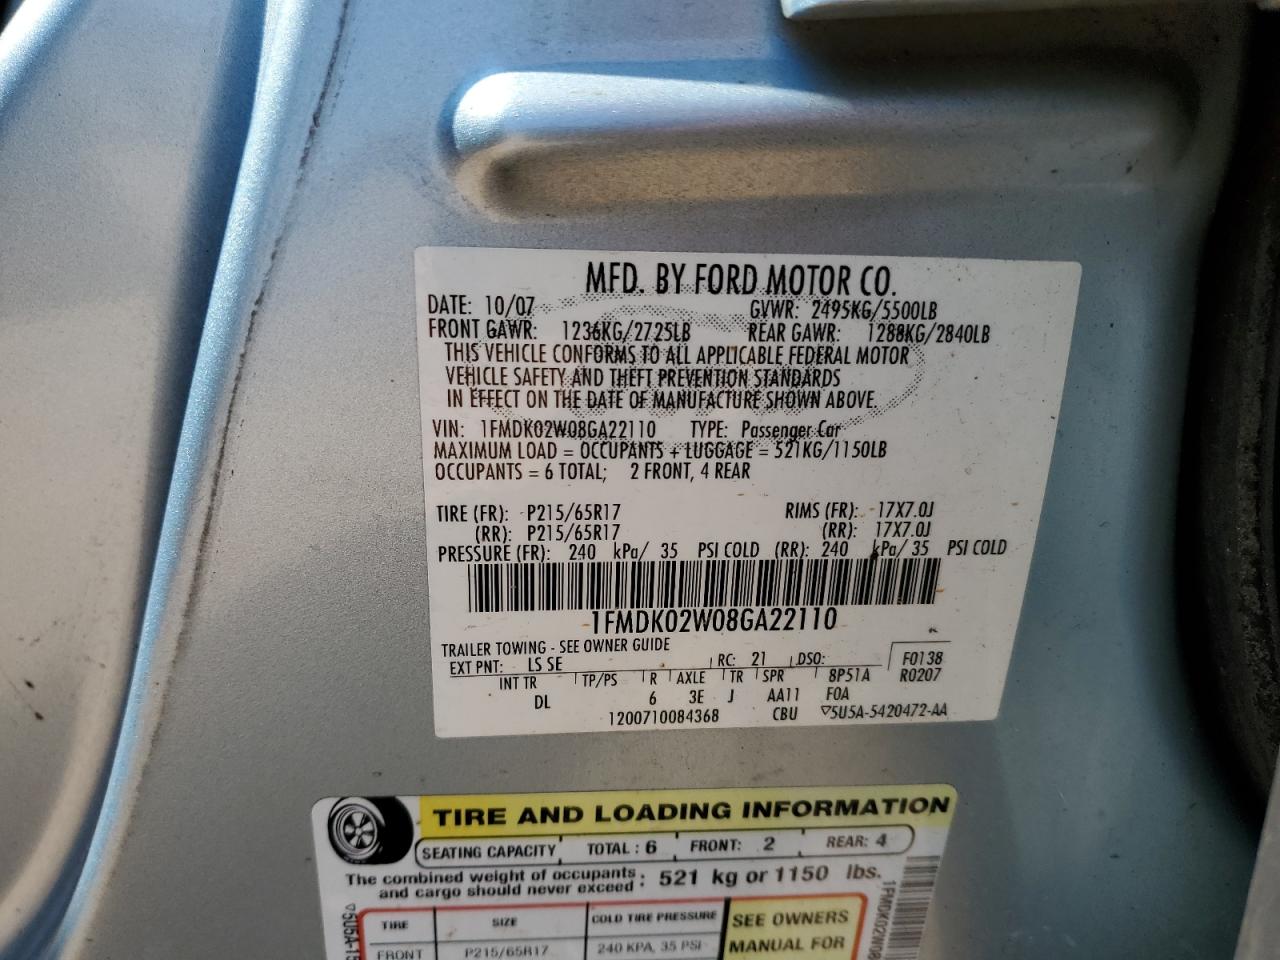 MFD. BY FORD MOTOR CO.
DATE: 10/07 GVWR: 2495KG/5500LB
FRONT GAWR: 1236KG/2725LB REAR GAWR: 1288KG/2840LB
THIS VEHICLE CONFORMS TO ALL APPLICABLE FEDERAL MOTOR
VEHICLE SAFETY AND THEFT PREVENTION STANDARDS
IN EFFECT ON THE DATE OF MANUFACTURE SHOWN ABOVE.
VIN: 1FMDK02W08GA22110 TYPE: Passenger Car
MAXIMUM LOAD = OCCUPANTS + LUGGAGE = 521KG/1150LB
OCCUPANTS = 6 TOTAL; 2 FRONT, 4 REAR
TIRE (FR): P215/65R17 RIMS (FR): 17X7.0J
(RR): P215/65R17 (RR): 17X7.0J
PRESSURE (FR): 240 kPa/ 35 PSI COLD (RR): 240 kPa/ 35 PSI COLD
1FMDK02W08GA22110
TRAILER TOWING - SEE OWNER GUIDE
EXT PNT: LS SE RC: 21 DSO: F0138
INT TR TP/PS R AXLE TR SPR 8P51A R0207
DL 6 3E J AA11 F0A
1200710084368 CBU ▽5U5A-5420472-AA
TIRE AND LOADING INFORMATION
SEATING CAPACITY TOTAL : 6 FRONT: 2 REAR: 4
The combined weight of occupants
and cargo should never exceed : 521 kg or 1150 lbs.
TIRE SIZE COLD TIRE PRESSURE SEE OWNERS
FRONT P215/65R17 240 KPA, 35 PSI MANUAL FOR
▽5U5A-15
1FMDK02W08